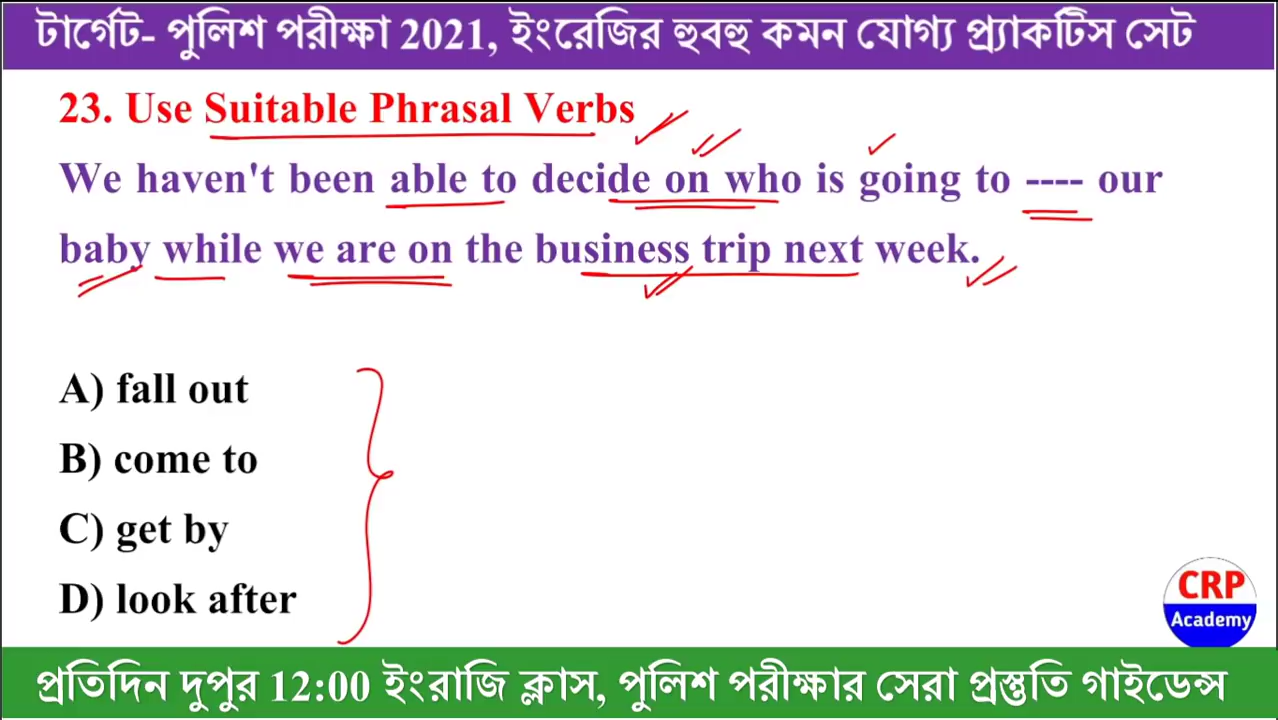 টার্গেট- পুলিশ পরীক্ষা 2021, ইংরেজির হুবহু কমন যোগ্য প্র্যাকটিস সেট
23. Use Suitable Phrasal Verbs
We haven't been able to decide on who is going to ---- our
baby while we are on the business trip next week.
A) fall out
B) come to
C) get by
D) look after
CRP
Academy
প্রতিদিন দুপুর 12:00 ইংরাজি ক্লাস, পুলিশ পরীক্ষার সেরা প্রস্তুতি গাইডেন্স